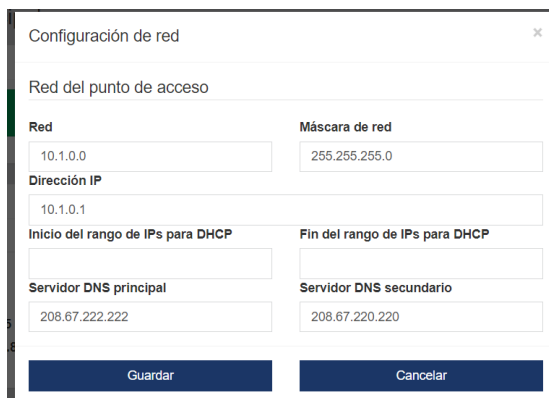 Configuración de red
×
Red del punto de acceso
Red Máscara de red
10.1.0.0 255.255.255.0
Dirección IP
10.1.0.1
Inicio del rango de IPs para DHCP Fin del rango de IPs para DHCP
Servidor DNS principal Servidor DNS secundario
208.67.222.222 208.67.220.220
Guardar Cancelar